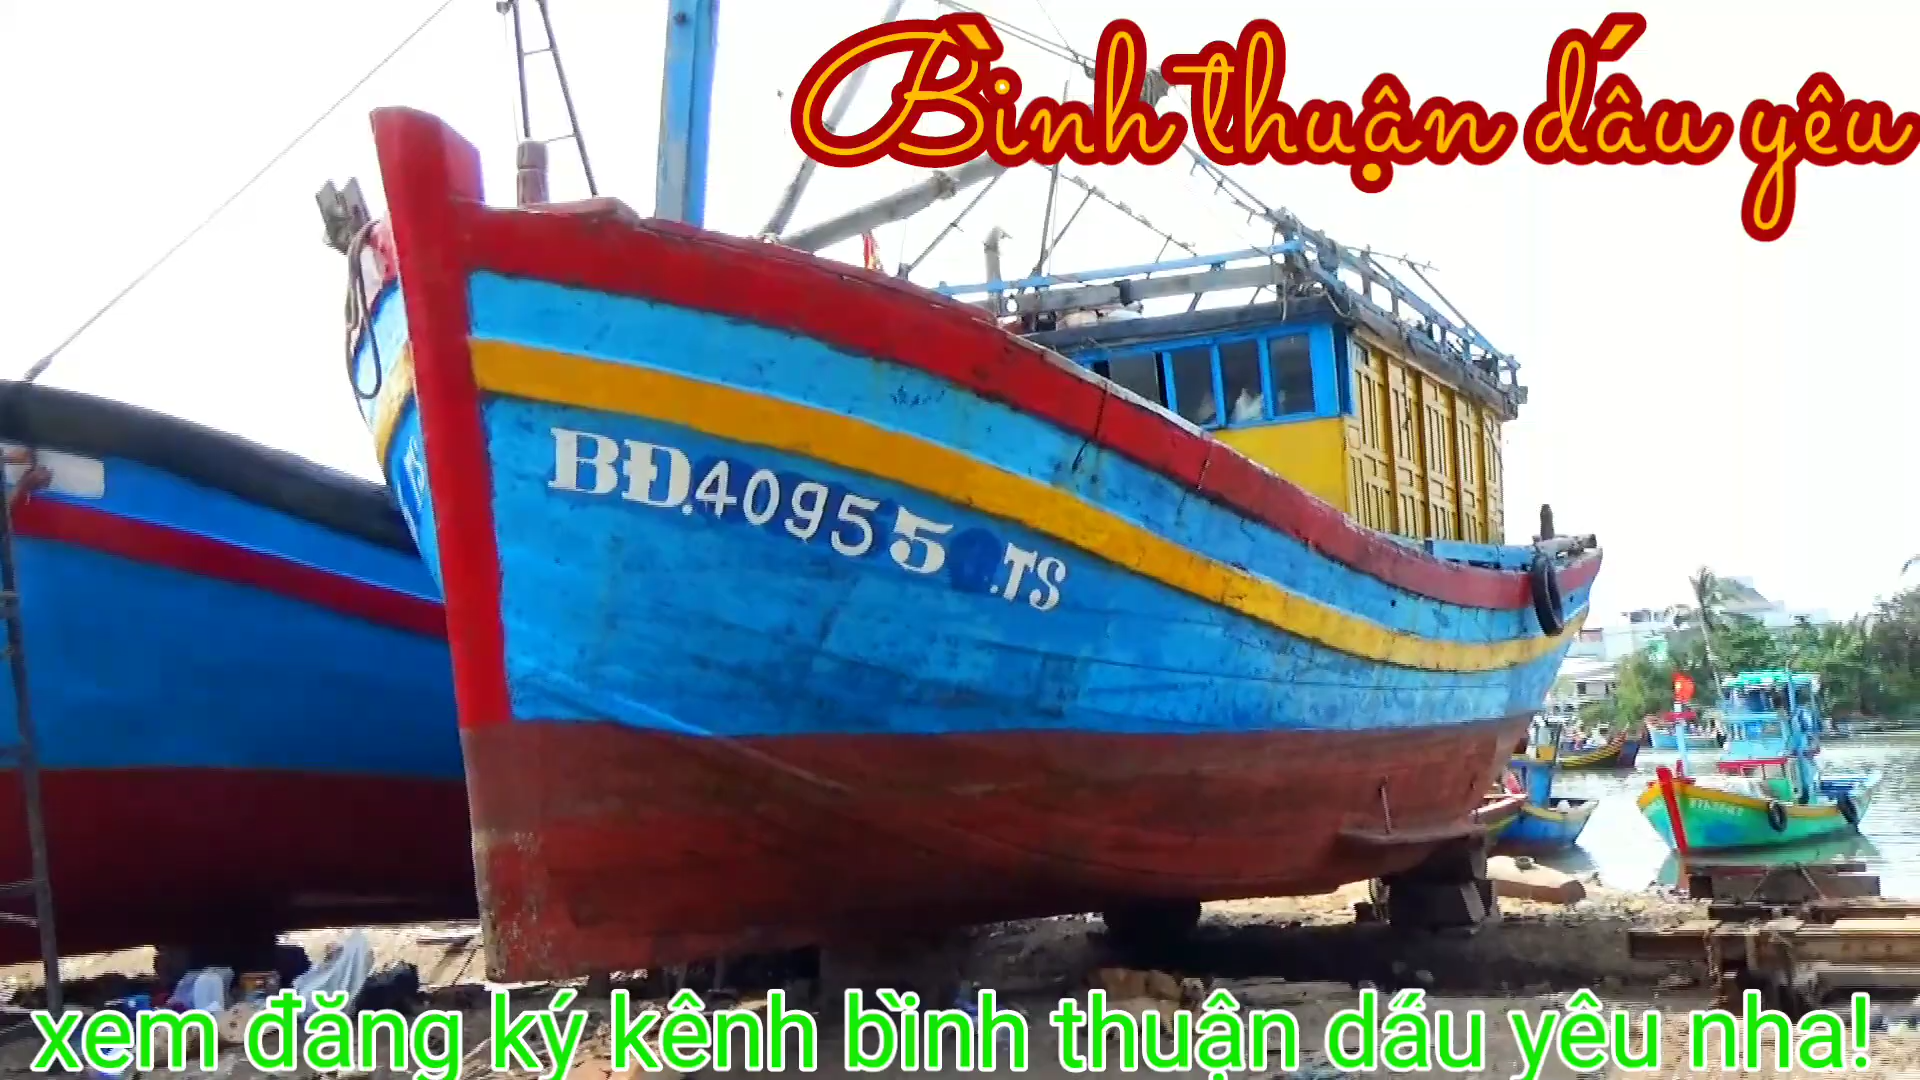 Bình thuận dấu yêu
BĐ.40955.TS
xem đăng ký kênh bình thuận dấu yêu nha!